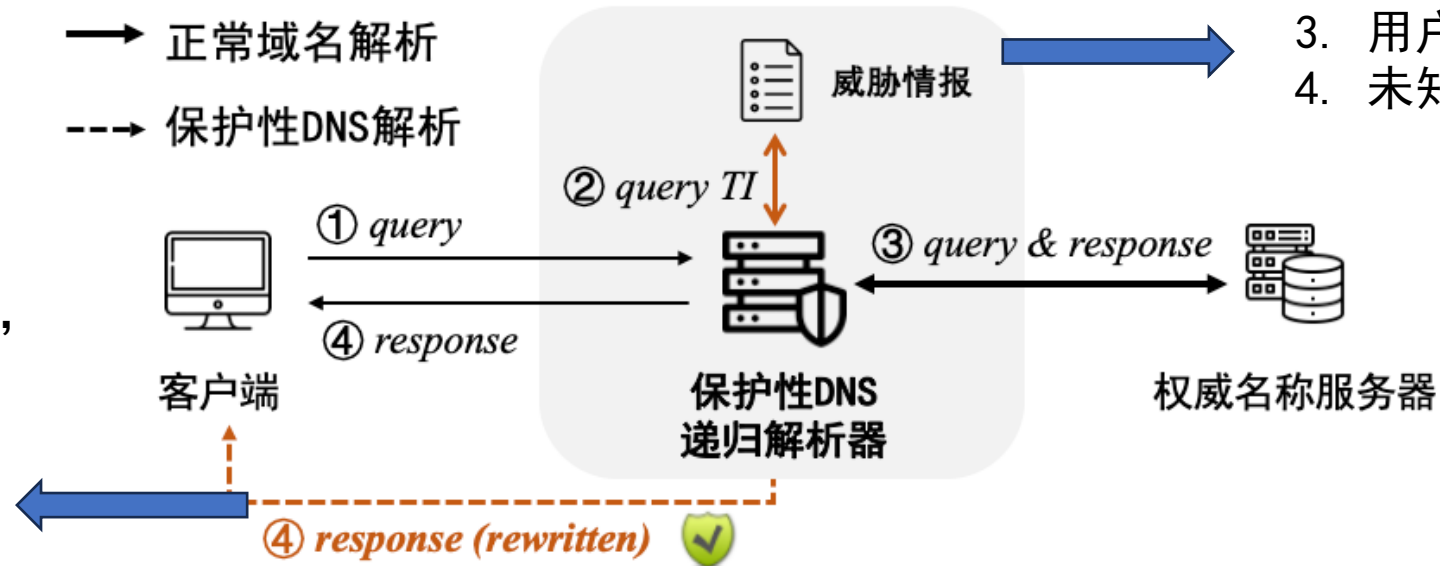 正常域名解析
保护性DNS解析
威胁情报
3. 用户
4. 未知
② query TI
① query
③ query & response
④ response
，
客户端
保护性DNS
递归解析器
权威名称服务器
④ response (rewritten)